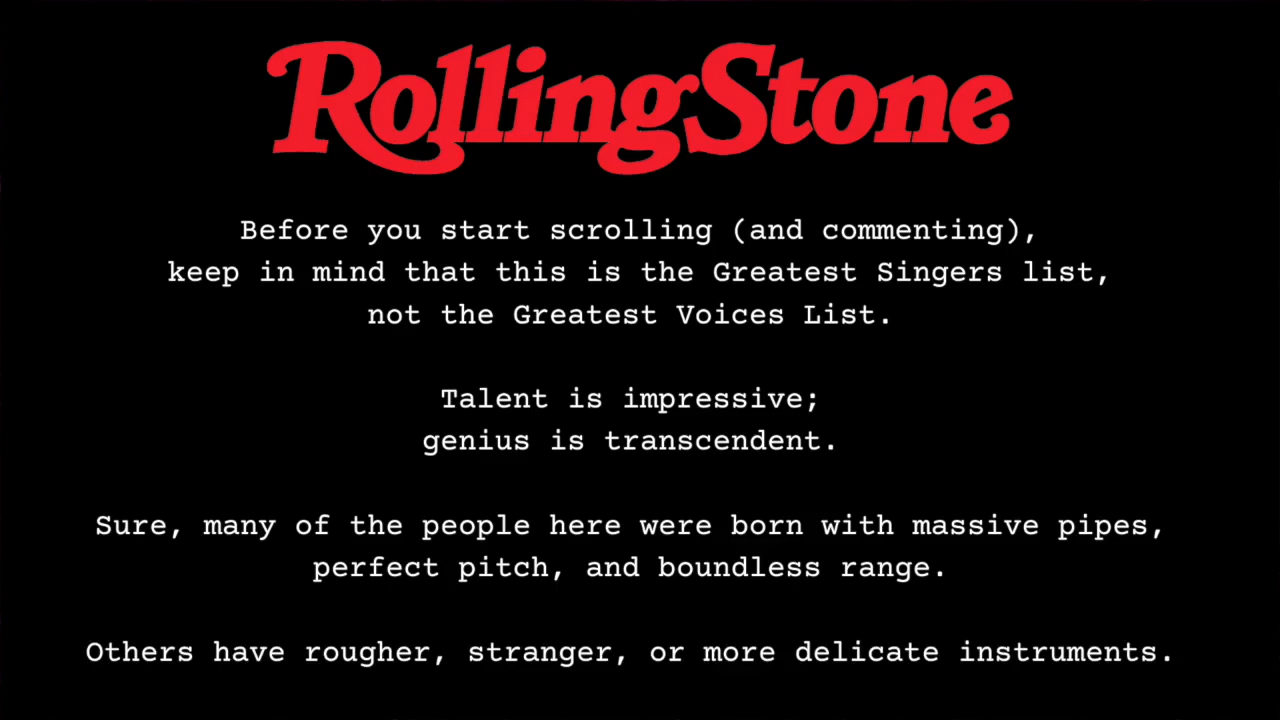 RollingStone
Before you start scrolling (and commenting),
keep in mind that this is the Greatest Singers list,
not the Greatest Voices List.
Talent is impressive;
genius is transcendent.
Sure, many of the people here were born with massive pipes,
perfect pitch, and boundless range.
Others have rougher, stranger, or more delicate instruments.